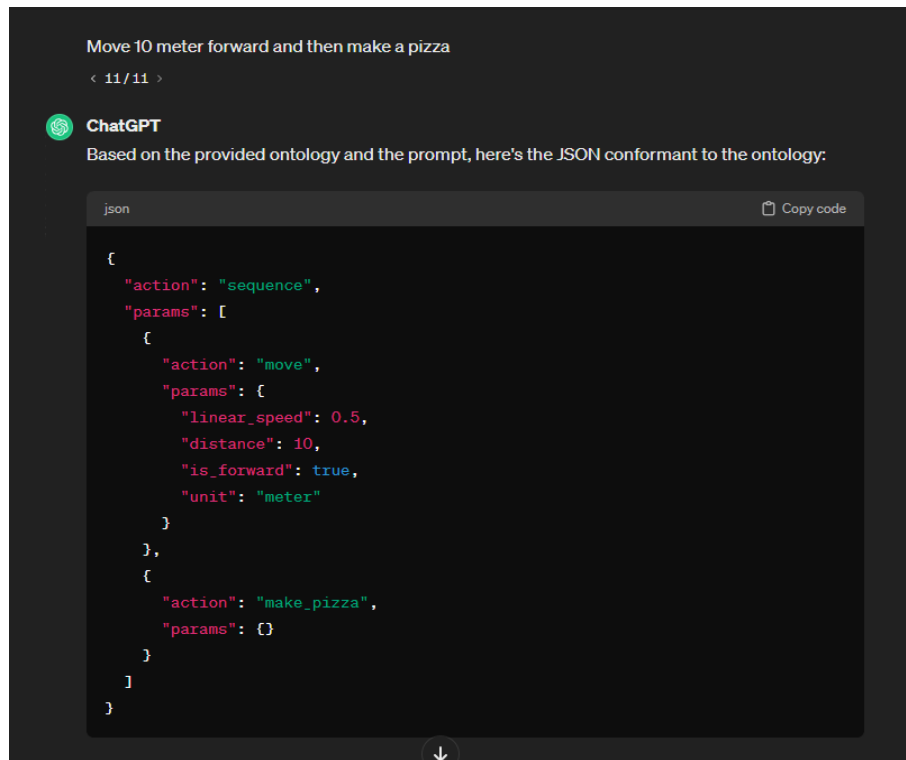 Move 10 meter forward and then make a pizza
< 11/11 >
ChatGPT
Based on the provided ontology and the prompt, here's the JSON conformant to the ontology:
json Copy code
{
  "action": "sequence",
  "params": [
    {
      "action": "move",
      "params": {
        "linear_speed": 0.5,
        "distance": 10,
        "is_forward": true,
        "unit": "meter"
      }
    },
    {
      "action": "make_pizza",
      "params": {}
    }
  ]
}